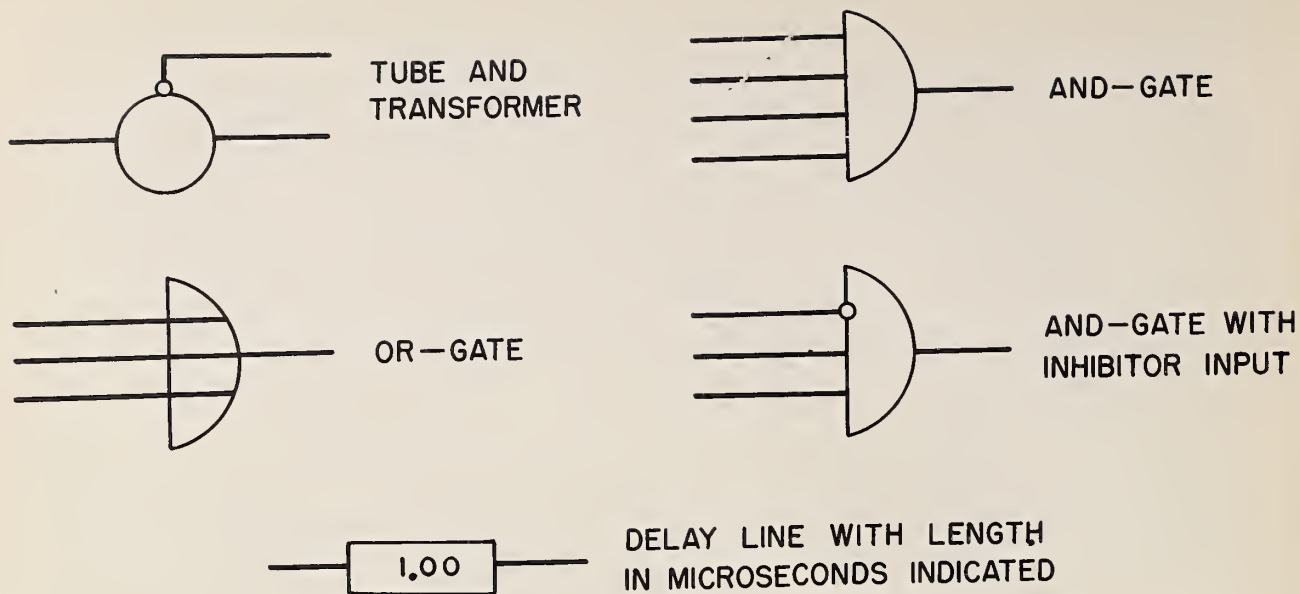 TUBE AND
TRANSFORMER
AND-GATE
OR-GATE
AND-GATE WITH
INHIBITOR INPUT
1.00
DELAY LINE WITH LENGTH
IN MICROSECONDS INDICATED